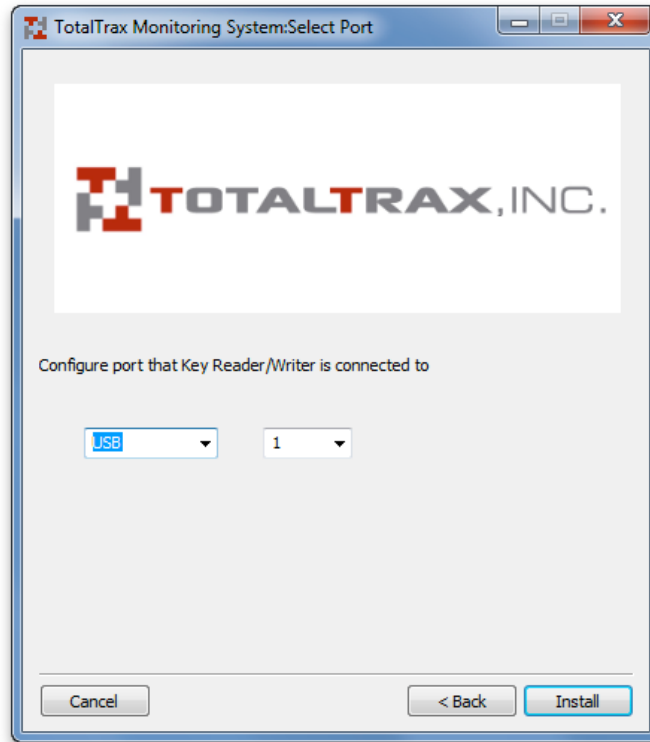 TotalTrax Monitoring System:Select Port
TOTALTRAX, INC.
Configure port that Key Reader/Writer is connected to
USB 1
Cancel < Back Install